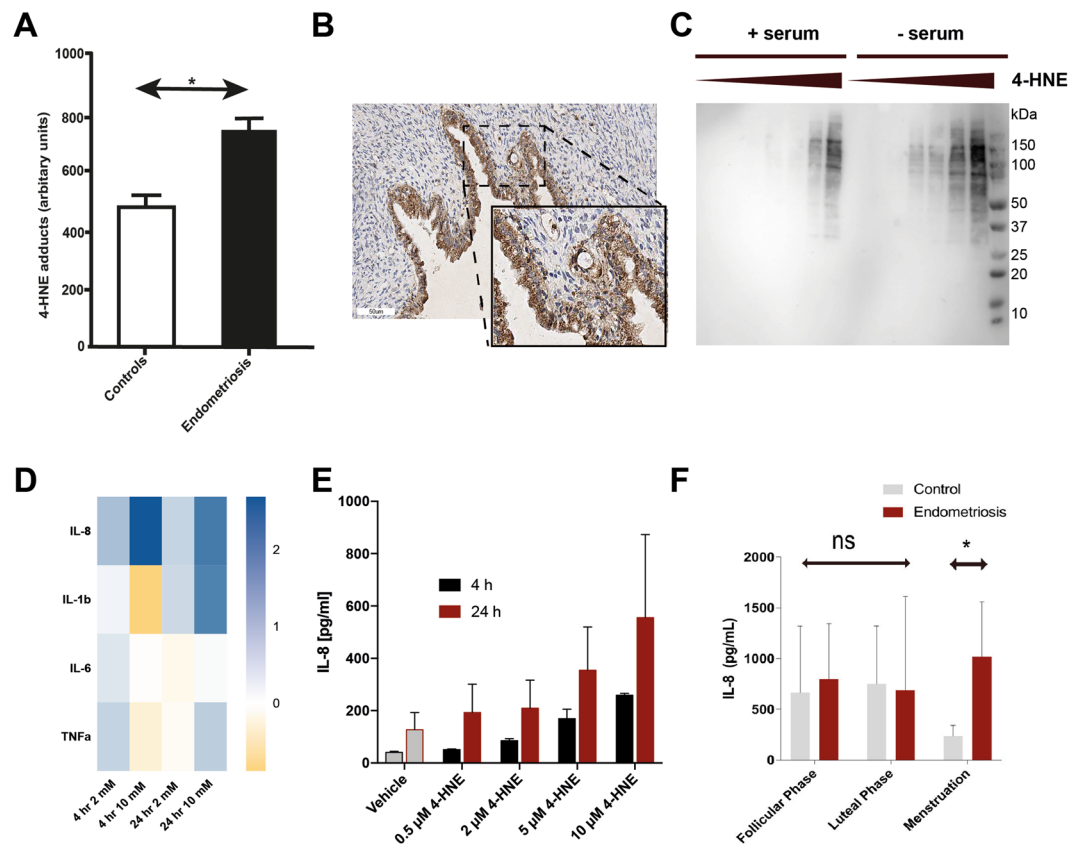 A
1000
800
600
400
200
0
4-HNE adducts (arbitary units)
*
Controls
Endometriosis
B
50um
C
+ serum
- serum
4-HNE
kDa
150
100
50
37
25
20
10
D
IL-8
IL-1b
IL-6
TNFa
4 hr 2 mM
4 hr 10 mM
24 hr 2 mM
24 hr 10 mM
2
1
0
E
1000
800
600
400
200
0
IL-8 [pg/ml]
4 h
24 h
Vehicle
0.5 µM 4-HNE
2 µM 4-HNE
5 µM 4-HNE
10 µM 4-HNE
F
Control
Endometriosis
ns
*
2000
1500
1000
500
0
IL-8 (pg/mL)
Follicular Phase
Luteal Phase
Menstruation